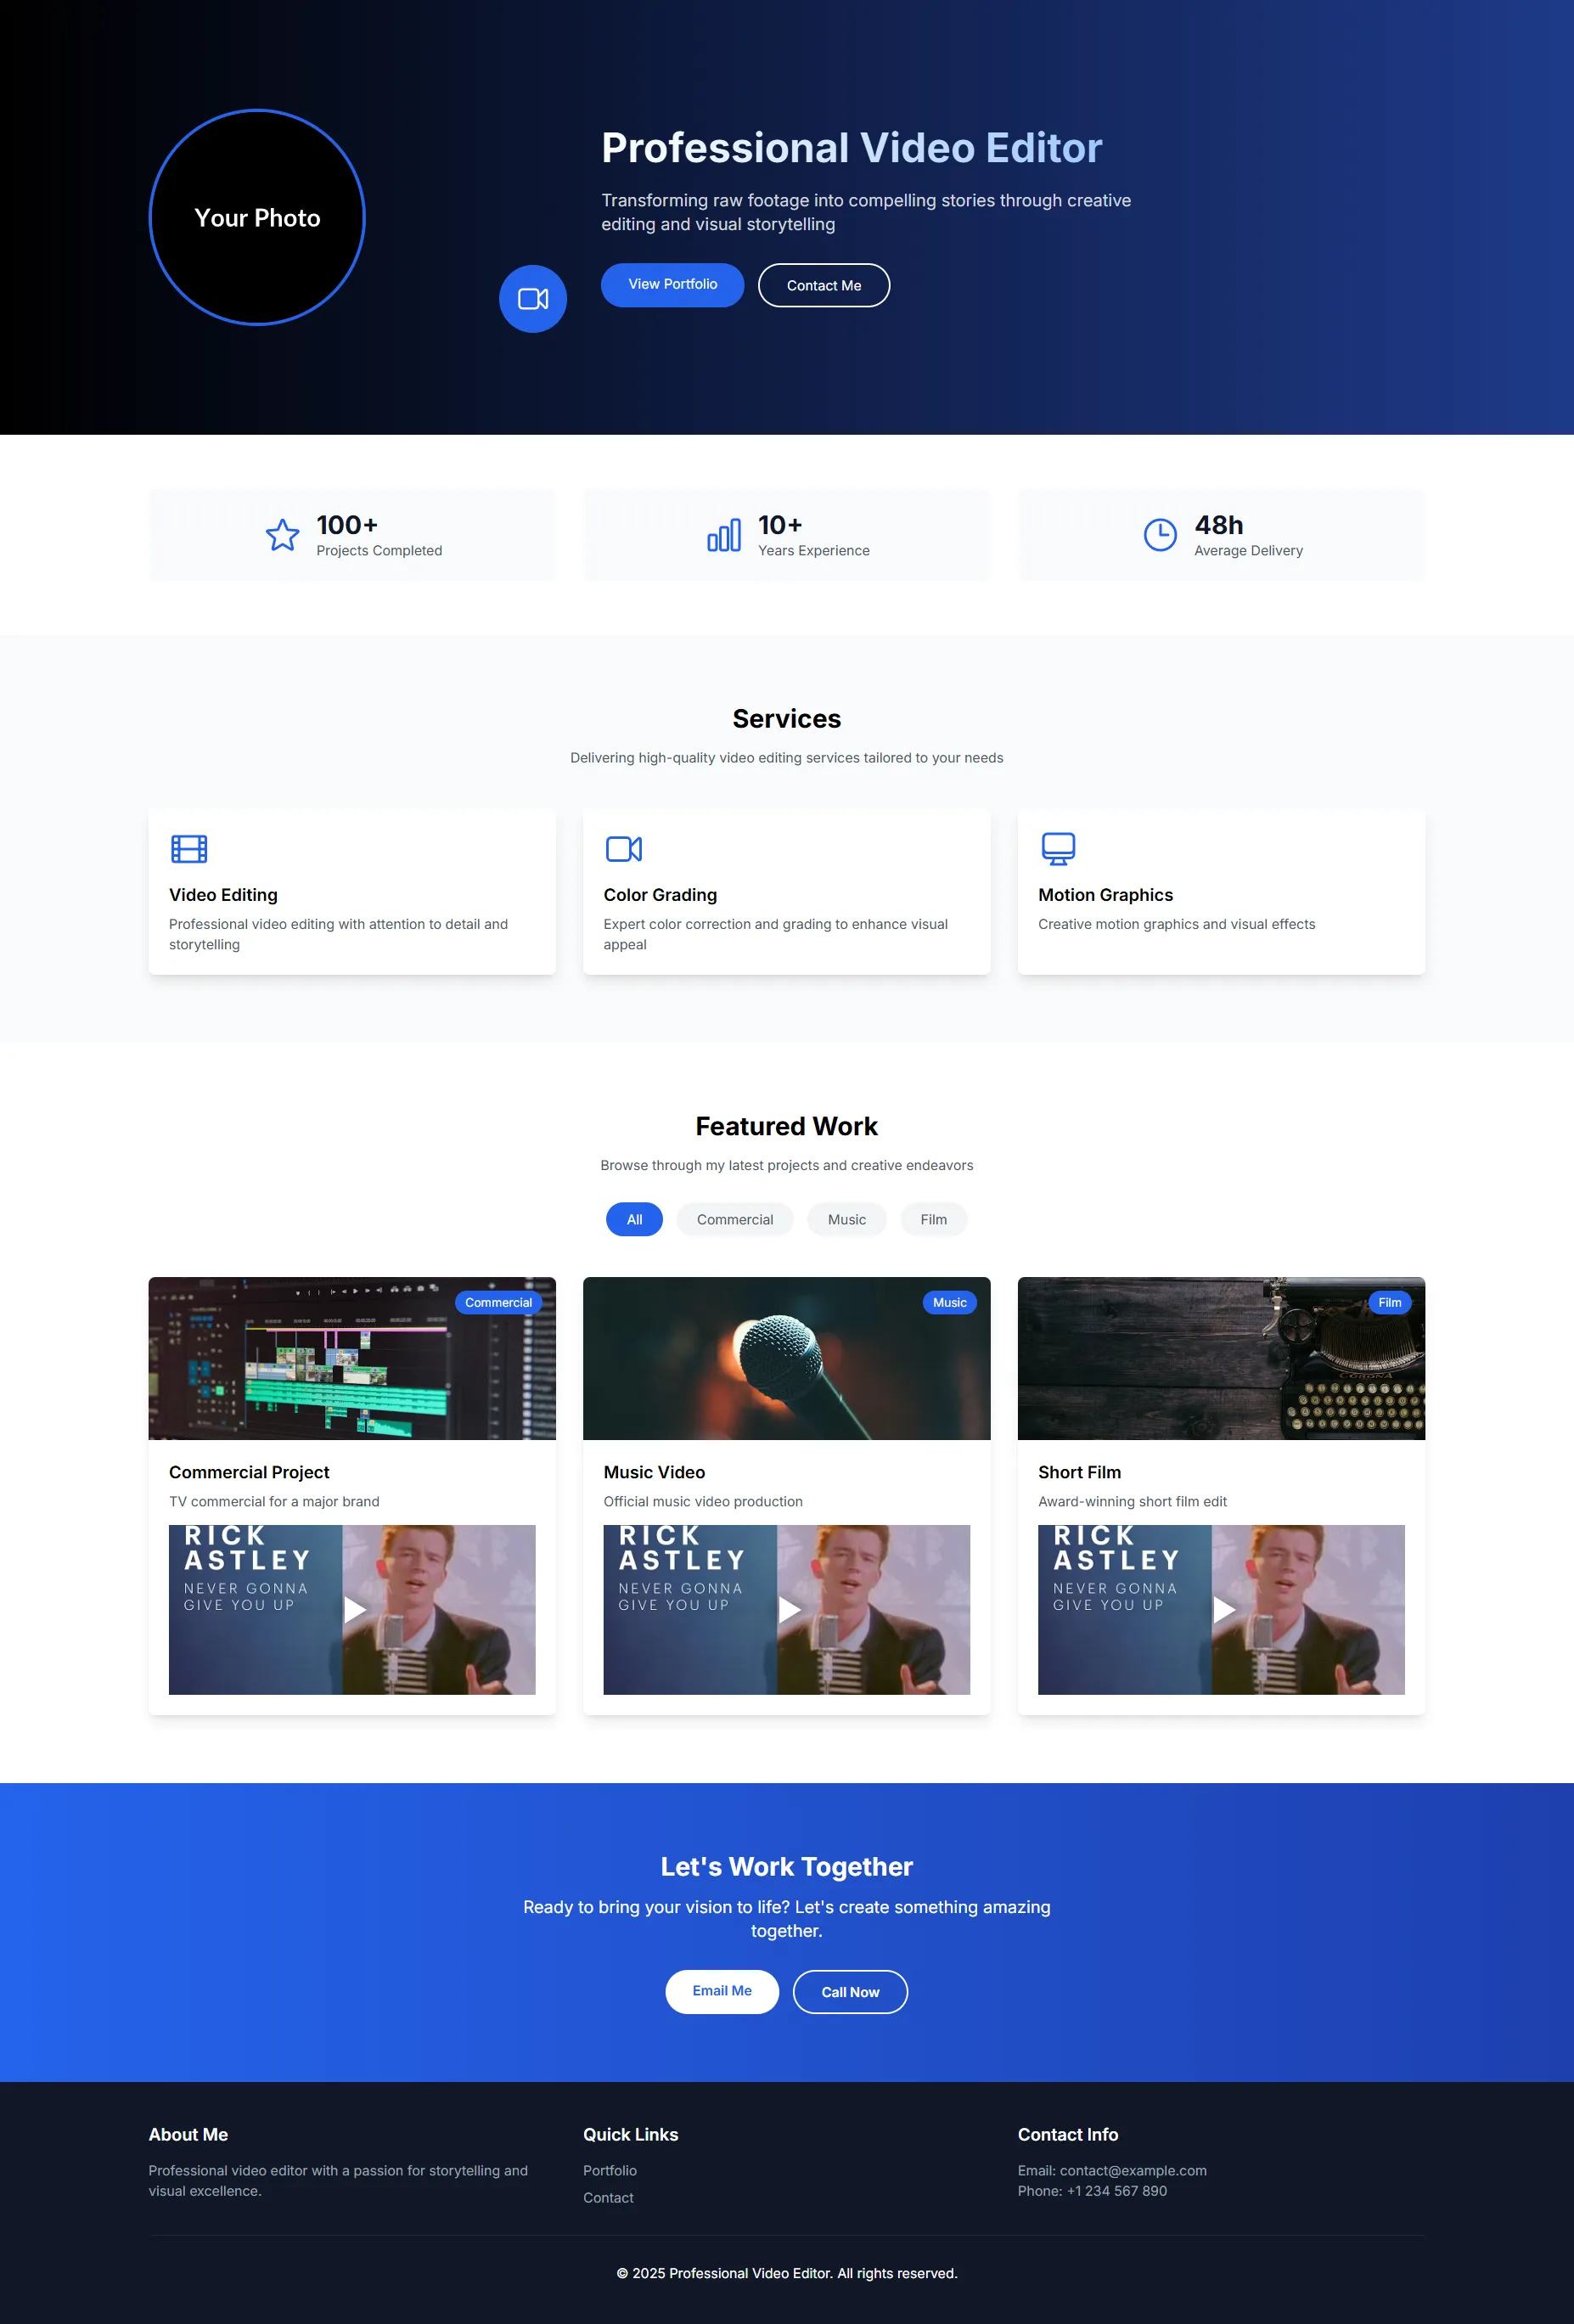 Your Photo
Professional Video Editor
Transforming raw footage into compelling stories through creative
editing and visual storytelling
View Portfolio
Contact Me
100+
Projects Completed
10+
Years Experience
48h
Average Delivery
Services
Delivering high-quality video editing services tailored to your needs
Video Editing
Professional video editing with attention to detail and
storytelling
Color Grading
Expert color correction and grading to enhance visual
appeal
Motion Graphics
Creative motion graphics and visual effects
Featured Work
Browse through my latest projects and creative endeavors
All
Commercial
Music
Film
Commercial
Music
Film
CORONA
Commercial Project
TV commercial for a major brand
RICK
ASTLEY
NEVER GONNA
GIVE YOU UP
Music Video
Official music video production
RICK
ASTLEY
NEVER GONNA
GIVE YOU UP
Short Film
Award-winning short film edit
RICK
ASTLEY
NEVER GONNA
GIVE YOU UP
Let's Work Together
Ready to bring your vision to life? Let's create something amazing
together.
Email Me
Call Now
About Me
Professional video editor with a passion for storytelling and
visual excellence.
Quick Links
Portfolio
Contact
Contact Info
Email: contact@example.com
Phone: +1 234 567 890
© 2025 Professional Video Editor. All rights reserved.